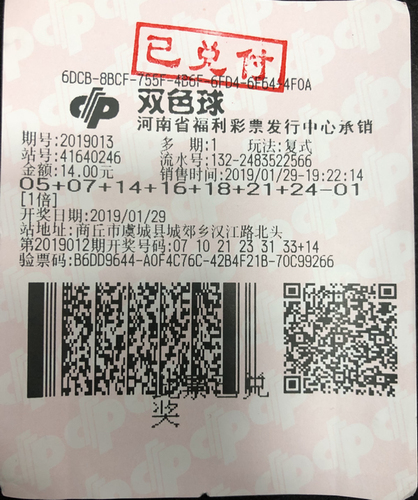 已兑付
双色球
河南省福利彩票发行中心承销
期号:2019013 多 期:1 玩法:复式
站号:41640246 流水号:132-2483522566
金额:14.00元 销售时间:2019/01/29-19:22:14
05+07+14+16+18+21+24-01
[1倍]
开奖日期:2019/01/29
站地址:商丘市虞城县城郊乡汉江路北头
第2019012期开奖号码:07 10 21 23 31 33+14
验票码:B6DD9644-A0F4C76C-42B4F21B-70C99266
此票已兑
奖